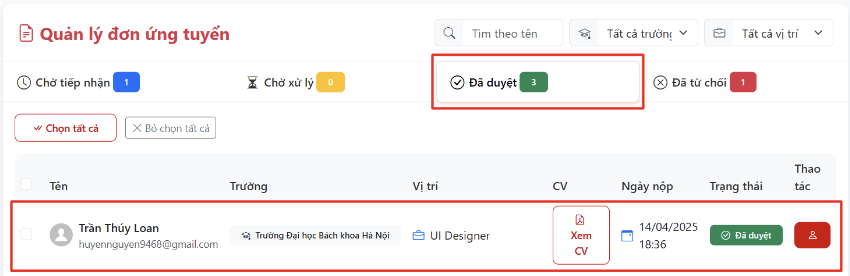 Quản lý đơn ứng tuyển
Tìm theo tên
Tất cả trường
Tất cả vị trí
Chờ tiếp nhận 1
Chờ xử lý 0
Đã duyệt 3
Đã từ chối 1
Chọn tất cả
Bỏ chọn tất cả
Tên Trường Vị trí CV Ngày nộp Trạng thái Thao tác
Trần Thúy Loan
huyennguyen9468@gmail.com
Trường Đại học Bách khoa Hà Nội
UI Designer
Xem
CV
14/04/2025
18:36
Đã duyệt